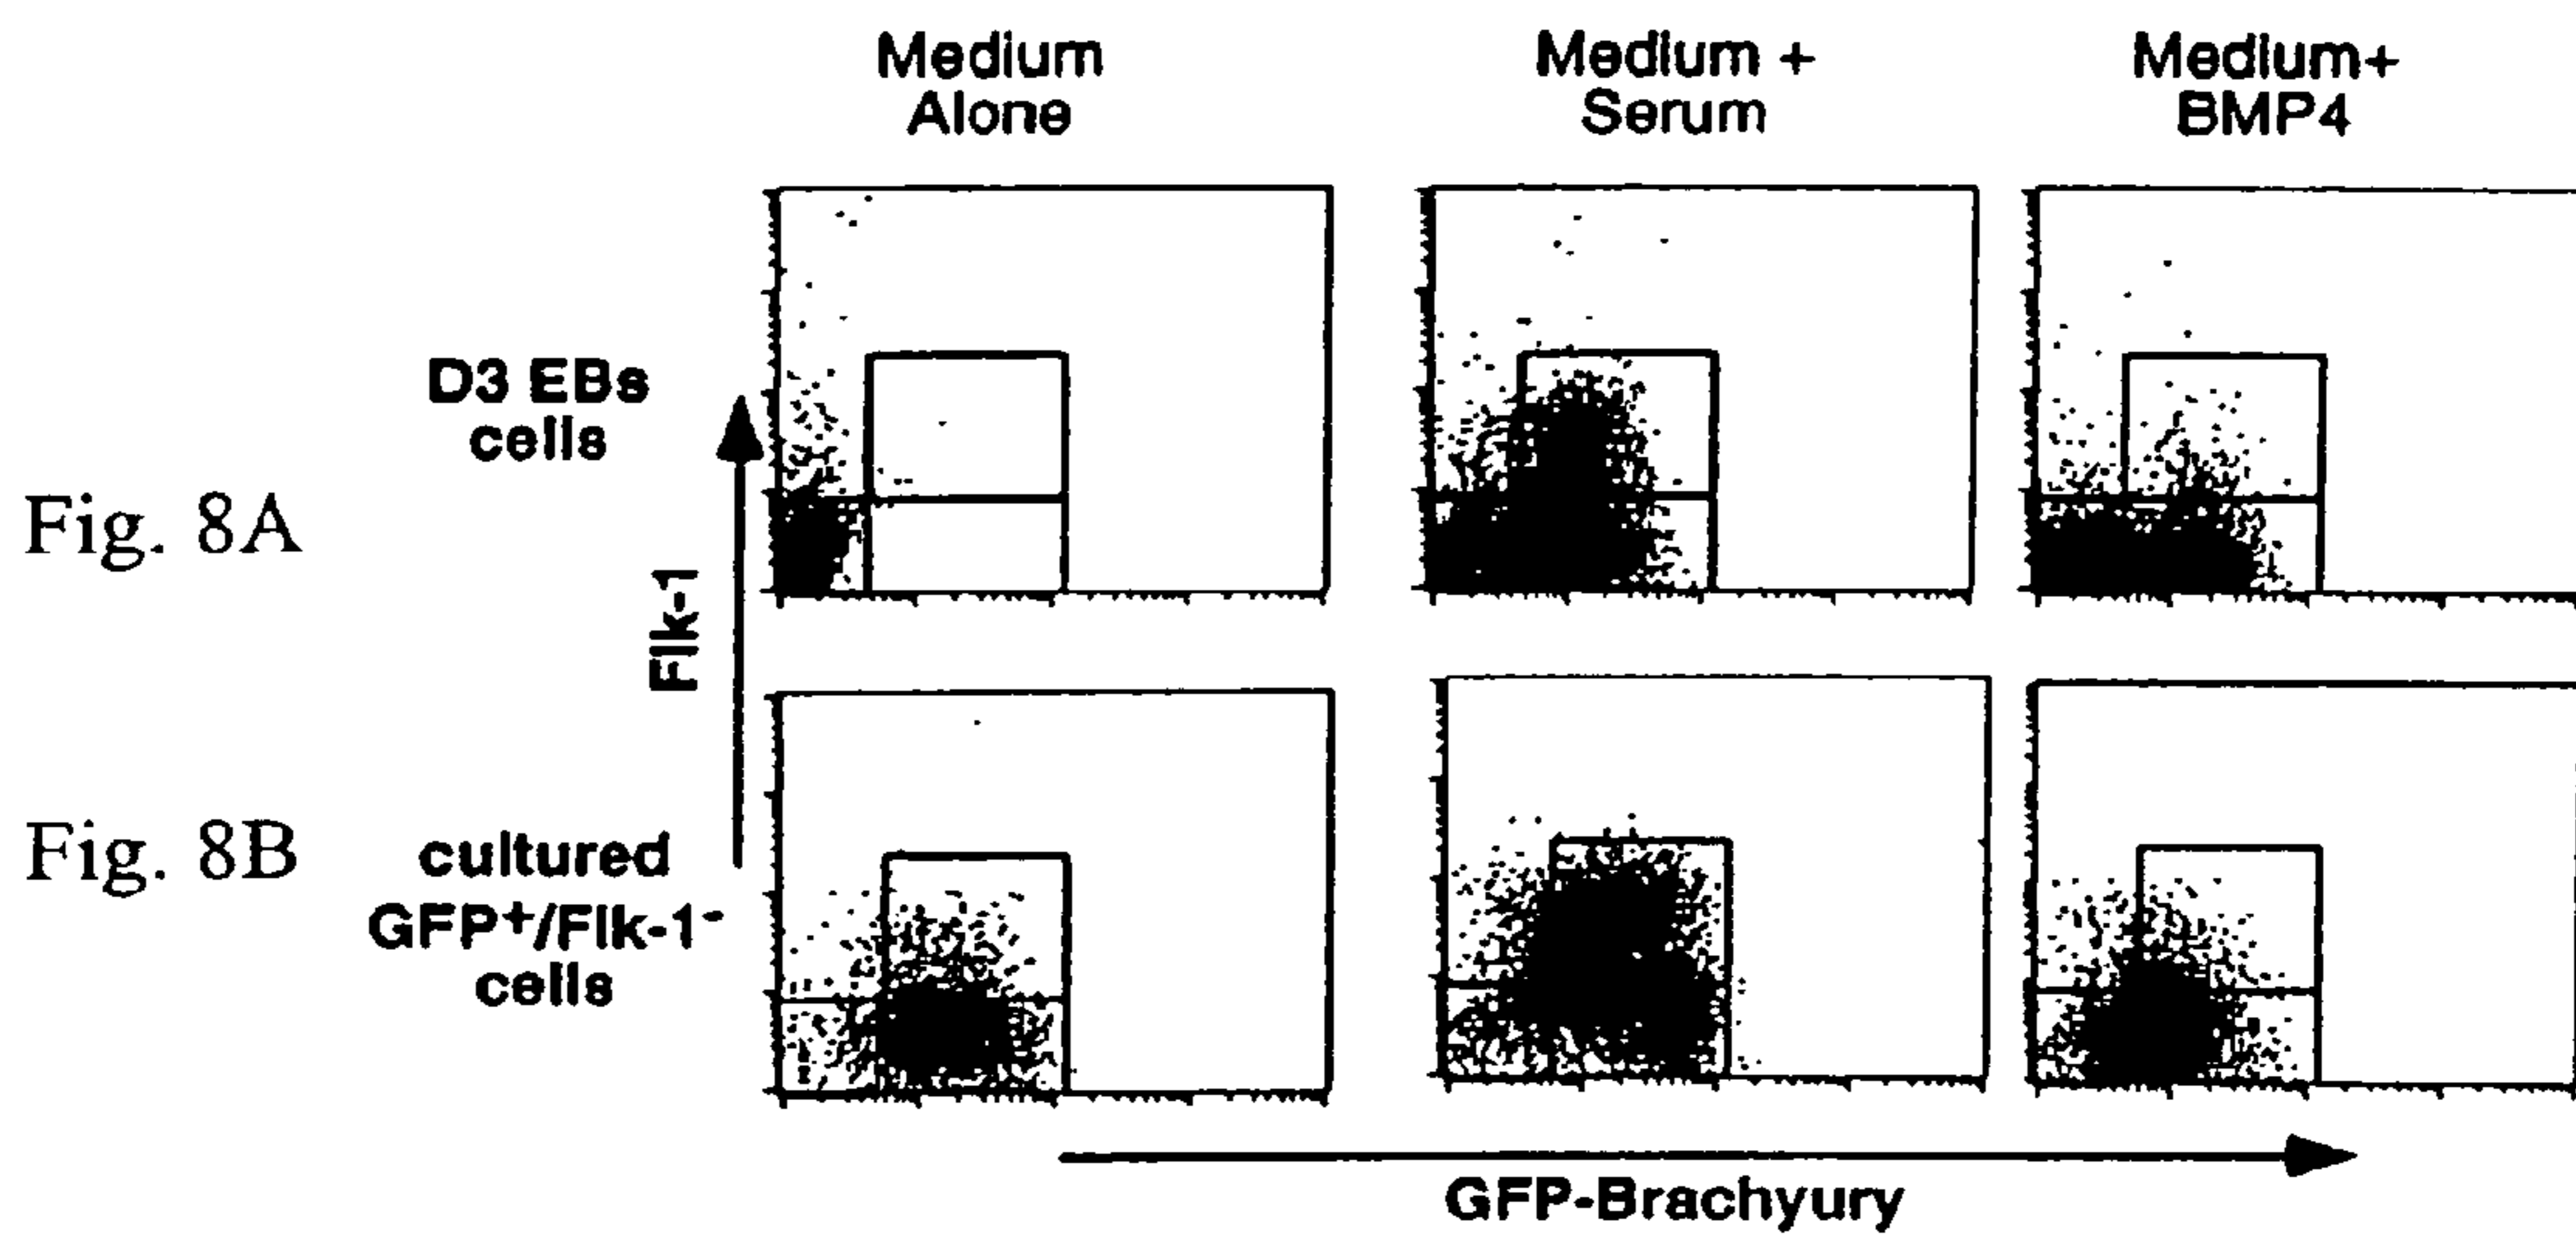 Medium
Alone
Medium +
Serum
Medium+
BMP4
D3 EBs
cells
Fig. 8A
Flk-1
Fig. 8B
cultured
GFP+/Flk-1-
cells
GFP-Brachyury